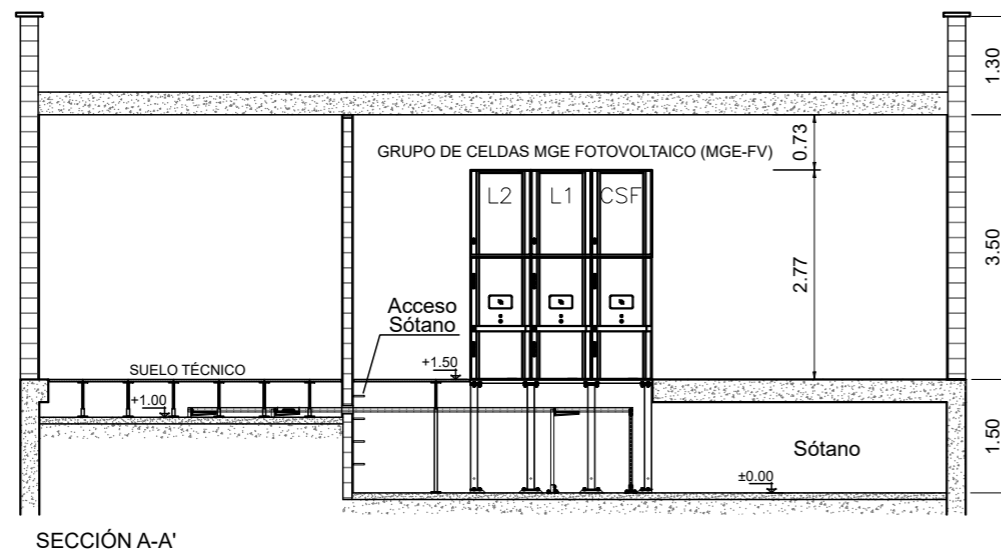 1.30
0.73
GRUPO DE CELDAS MGE FOTOVOLTAICO (MGE-FV)
L2 L1 CSF
3.50
2.77
Acceso
Sótano
+1.50
SUELO TÉCNICO
+1.00
1.50
Sótano
±0.00
SECCIÓN A-A'